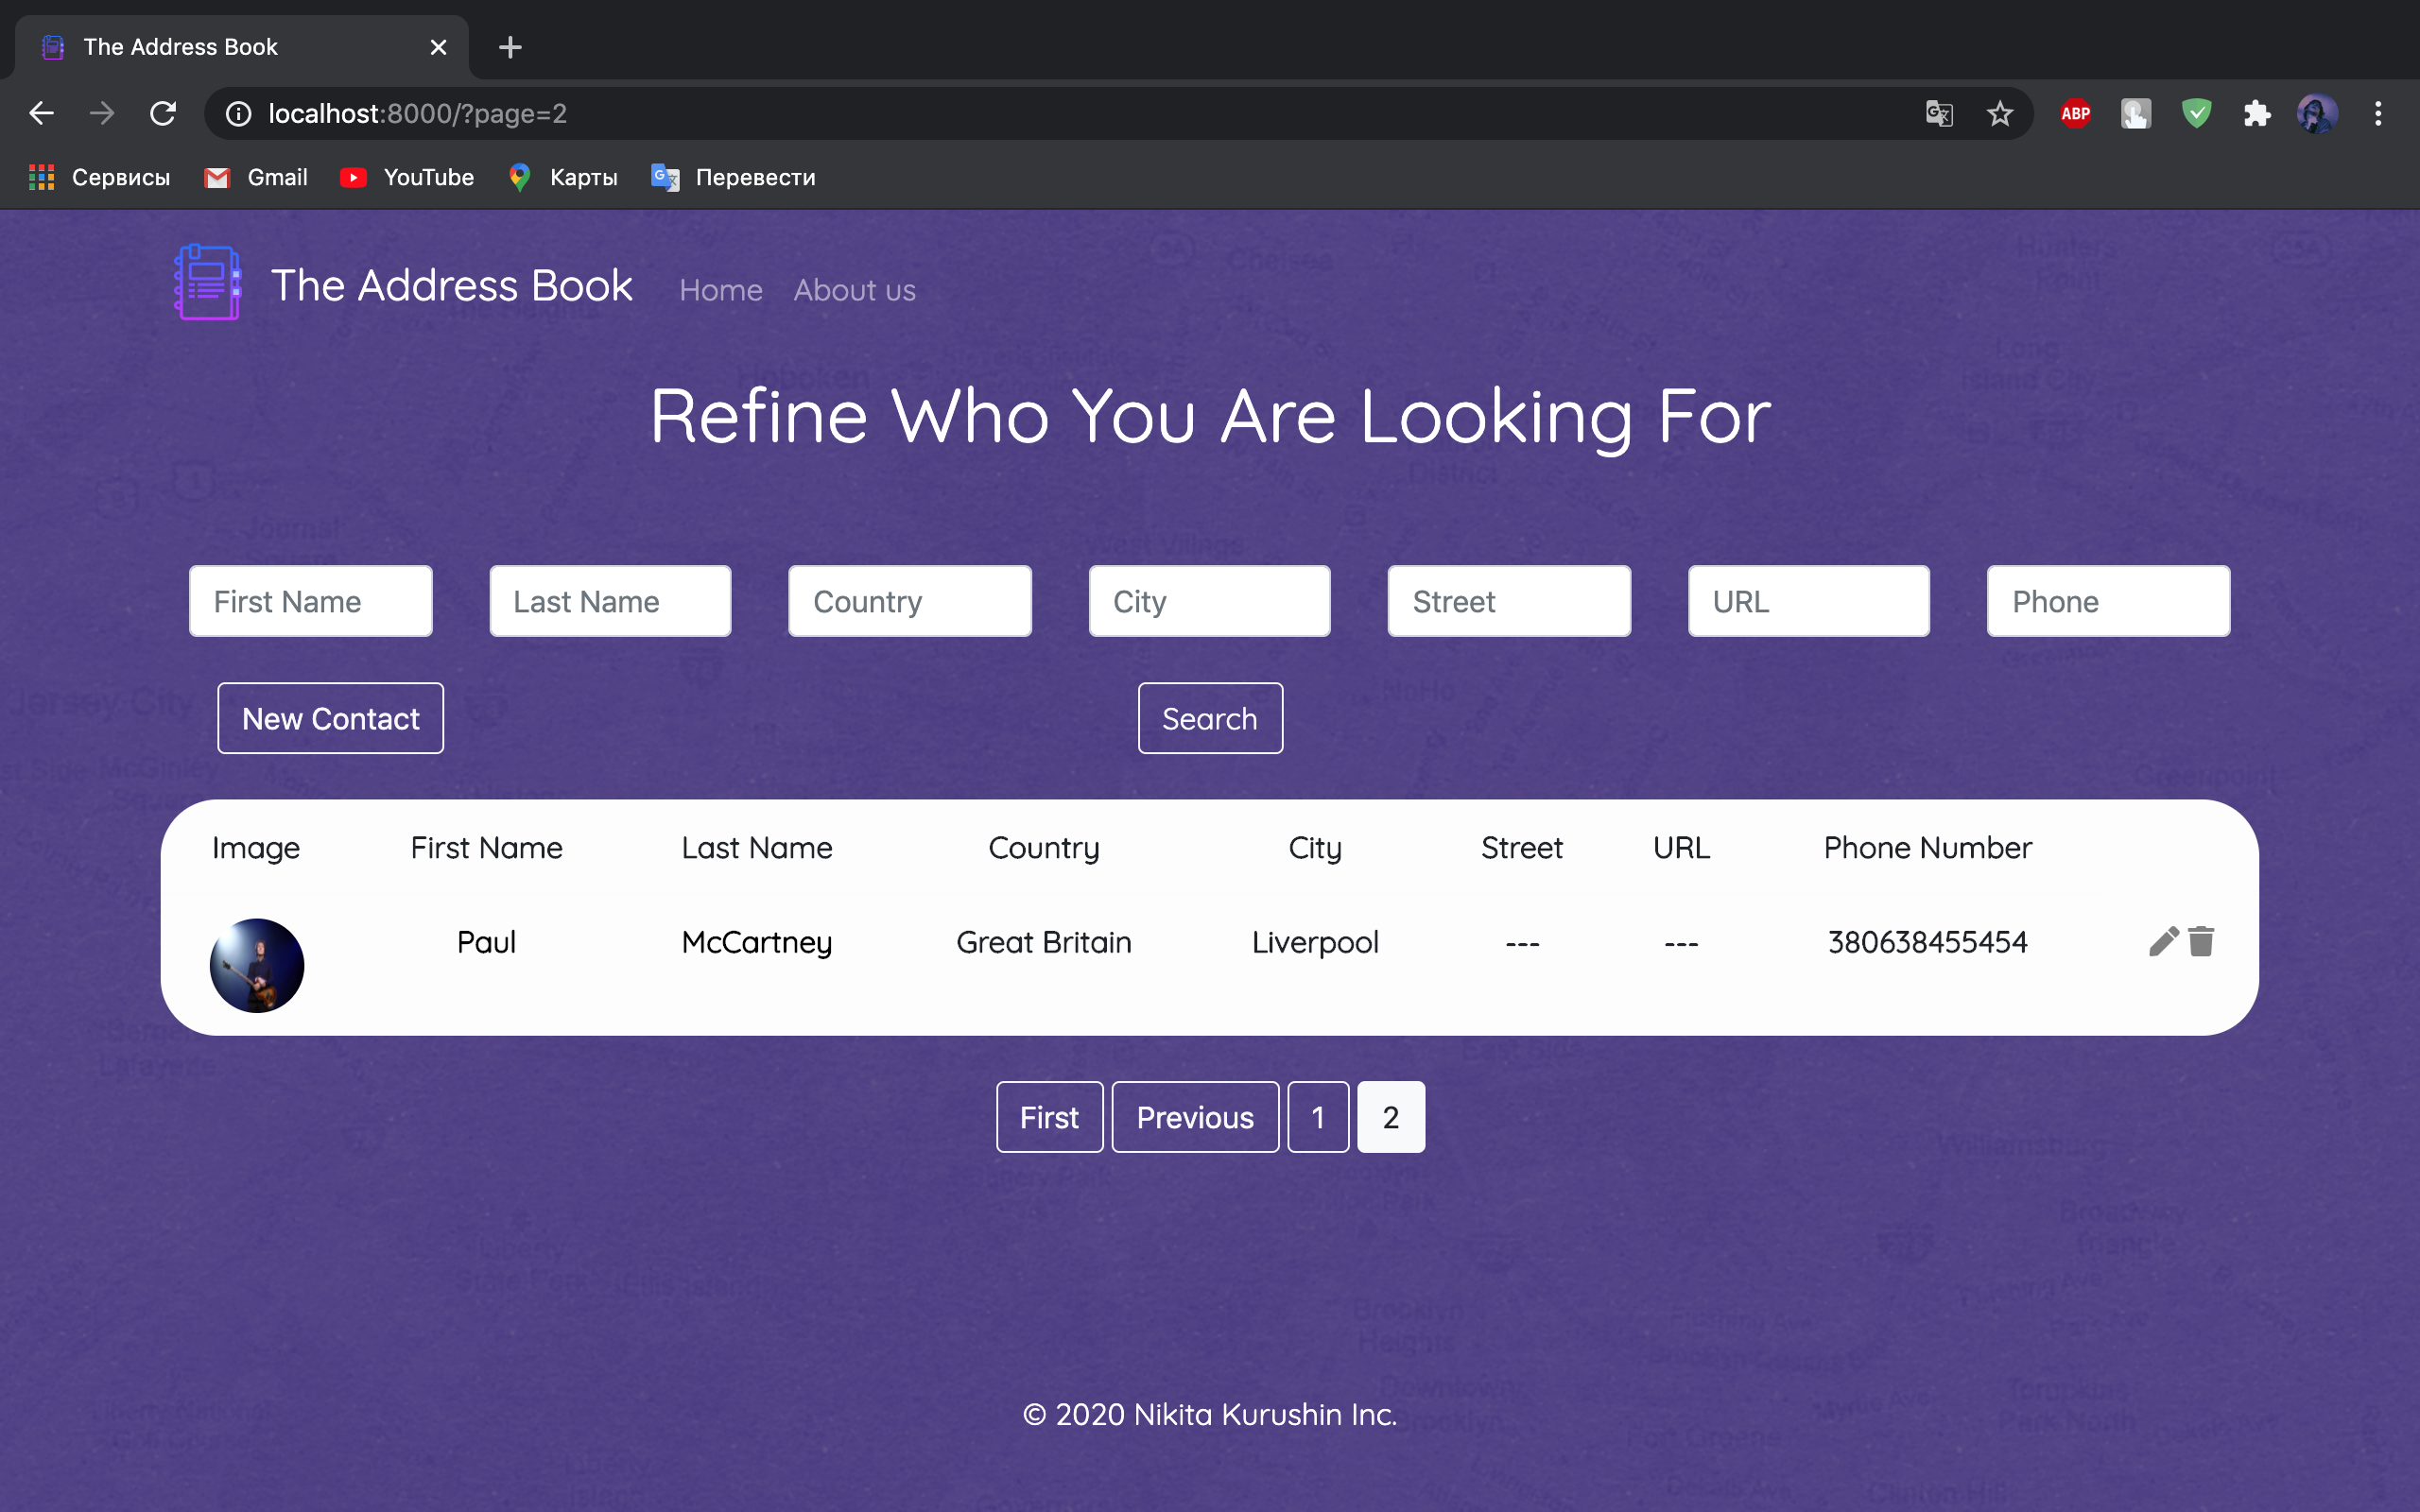 The Address Book
localhost:8000/?page=2
ABP
Сервисы Gmail YouTube Карты Перевести
The Address Book Home About us
Refine Who You Are Looking For
First Name Last Name Country City Street URL Phone
New Contact Search
Image First Name Last Name Country City Street URL Phone Number
Paul McCartney Great Britain Liverpool --- --- 380638455454
First Previous 1 2
© 2020 Nikita Kurushin Inc.